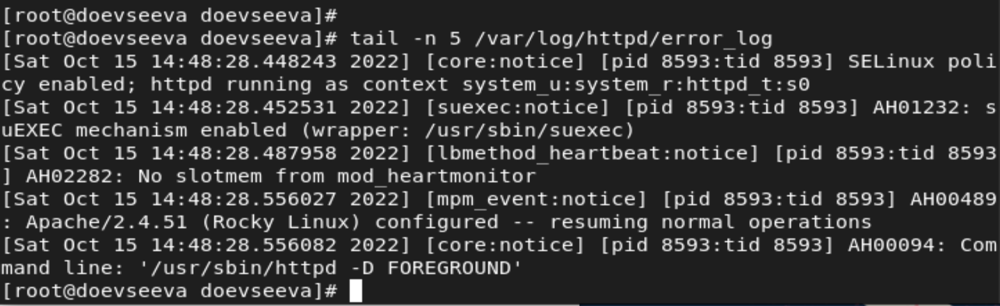 [root@doevseeva doevseeva]#
[root@doevseeva doevseeva]# tail -n 5 /var/log/httpd/error_log
[Sat Oct 15 14:48:28.448243 2022] [core:notice] [pid 8593:tid 8593] SELinux poli
cy enabled; httpd running as context system_u:system_r:httpd_t:s0
[Sat Oct 15 14:48:28.452531 2022] [suexec:notice] [pid 8593:tid 8593] AH01232: s
uEXEC mechanism enabled (wrapper: /usr/sbin/suexec)
[Sat Oct 15 14:48:28.487958 2022] [lbmethod_heartbeat:notice] [pid 8593:tid 8593
] AH02282: No slotmem from mod_heartmonitor
[Sat Oct 15 14:48:28.556027 2022] [mpm_event:notice] [pid 8593:tid 8593] AH00489
: Apache/2.4.51 (Rocky Linux) configured -- resuming normal operations
[Sat Oct 15 14:48:28.556082 2022] [core:notice] [pid 8593:tid 8593] AH00094: Com
mand line: '/usr/sbin/httpd -D FOREGROUND'
[root@doevseeva doevseeva]#